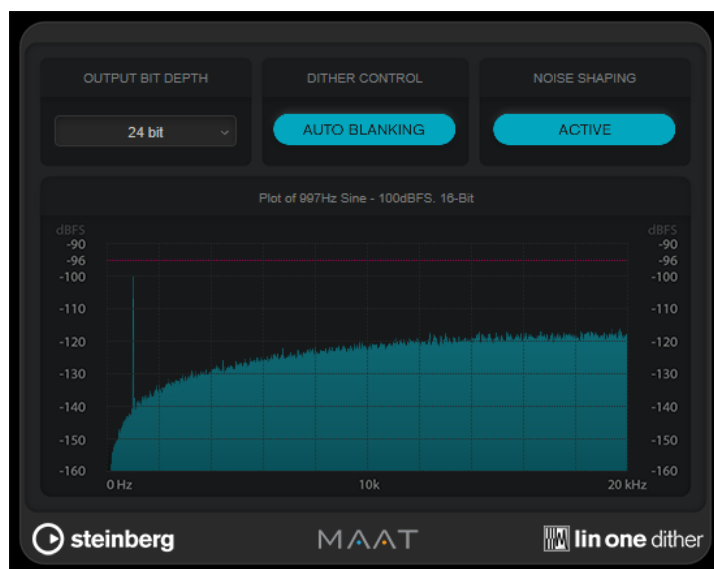 OUTPUT BIT DEPTH DITHER CONTROL NOISE SHAPING
24 bit AUTO BLANKING ACTIVE
Plot of 997Hz Sine - 100dBFS. 16-Bit
dBFS dBFS
-90 -90
-96 -96
-100 -100
-110 -110
-120 -120
-130 -130
-140 -140
-150 -150
-160 -160
0 Hz 10k 20 kHz
steinberg MAAT lin one dither